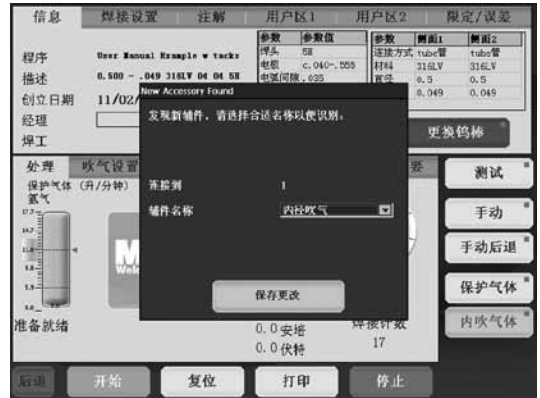 信息 焊接设置 注解 用户区1 用户区2 限定/误差
程序 User Manual Example w tacks
描述 0.500 - .049 316LV 04 04 5H
创立日期 11/02/
经理
焊工
参数 参数值
焊头 5H
电极 c.040-.555
电弧间隙 .035
参数 侧面1 侧面2
连接方式 tube管 tube管
材料 316LV 316LV
直径 0.5 0.5
0.049 0.049
更换钨棒
New Accessory Found
发现新辅件，请选择合适名称以便识别：
连接到 1
辅件名称 内径吹气
保存更改
处理 吹气设置 要
保护气体 (升/分钟)
氩气
准备就绪
0.0 安培
0.0 伏特
焊接计数
17
测试
手动
手动后退
保护气体
内吹气体
后退 开始 复位 打印 停止